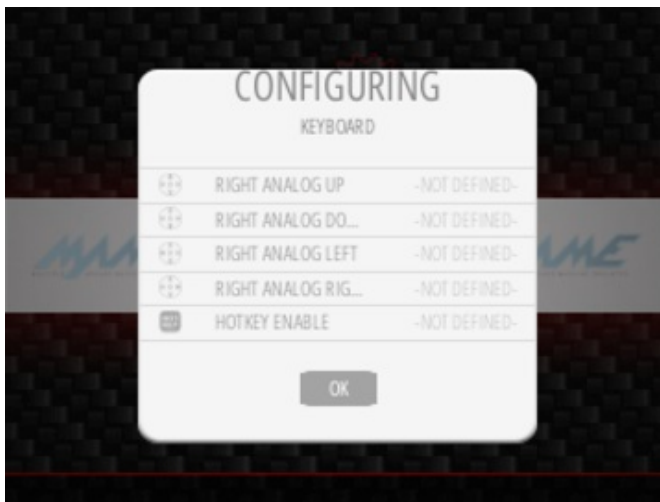 CONFIGURING
KEYBOARD
RIGHT ANALOG UP -NOT DEFINED-
RIGHT ANALOG DO... -NOT DEFINED-
RIGHT ANALOG LEFT -NOT DEFINED-
RIGHT ANALOG RIG... -NOT DEFINED-
HOTKEY ENABLE -NOT DEFINED-
OK